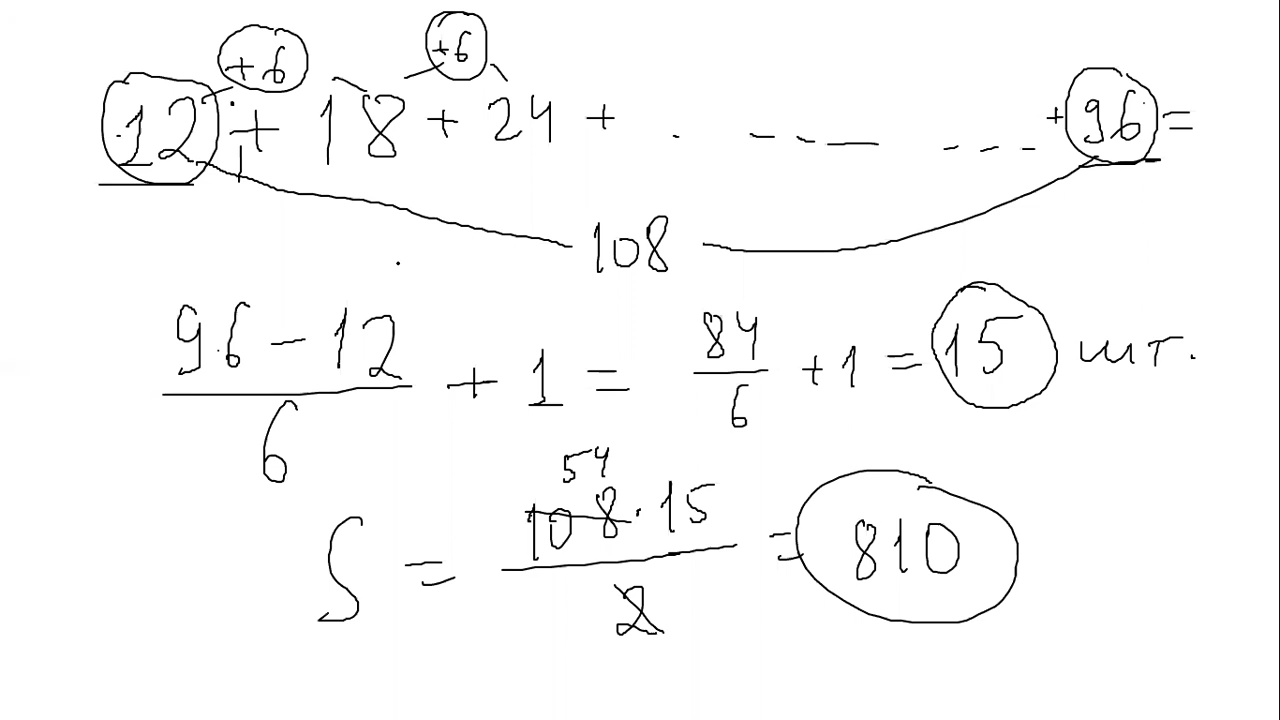 +6 +6
12 + 18 + 24 + . - - - — - - - + 96 =
108
96 - 12 / 6 + 1 = 84 / 6 + 1 = 15 шт.
54
S = 108 · 15 / 2 = 810